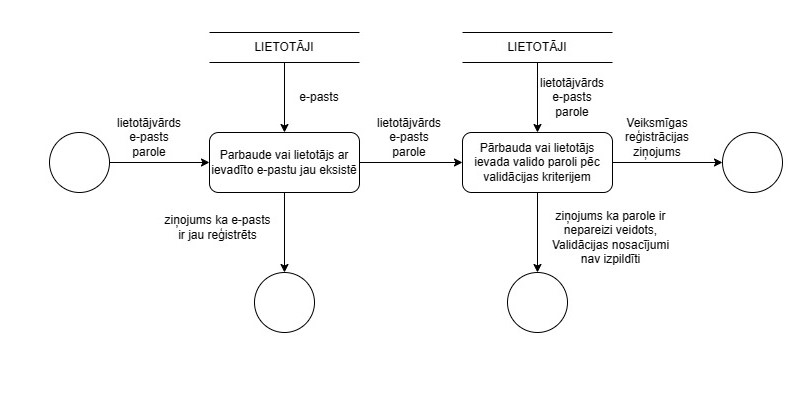 LIETOTĀJI
LIETOTĀJI
e-pasts
lietotājvārds
e-pasts
parole
lietotājvārds
e-pasts
parole
Parbaude vai lietotājs ar
ievadīto e-pastu jau eksistē
lietotājvārds
e-pasts
parole
Pārbauda vai lietotājs
ievada valido paroli pēc
validācijas kriterijem
Veiksmīgas
reģistrācijas
ziņojums
ziņojums ka e-pasts
ir jau reģistrēts
ziņojums ka parole ir
nepareizi veidots,
Validācijas nosacījumi
nav izpildīti